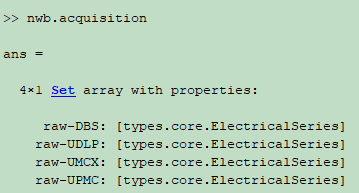 >> nwb.acquisition
ans =
4×1 Set array with properties:
raw-DBS: [types.core.ElectricalSeries]
raw-UDLP: [types.core.ElectricalSeries]
raw-UMCX: [types.core.ElectricalSeries]
raw-UPMC: [types.core.ElectricalSeries]